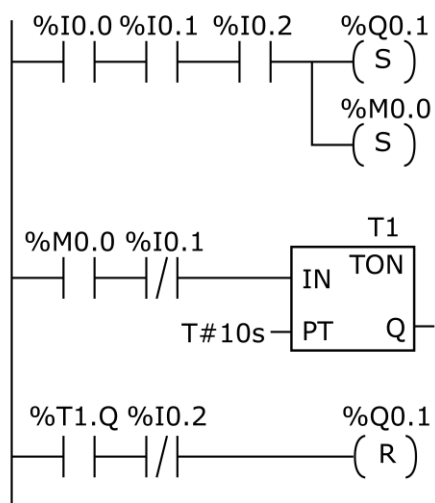 %I0.0 %I0.1 %I0.2 %Q0.1
S
%M0.0
S
T1
%M0.0 %I0.1
TON
IN
T#10s PT Q
%T1.Q %I0.2 %Q0.1
R